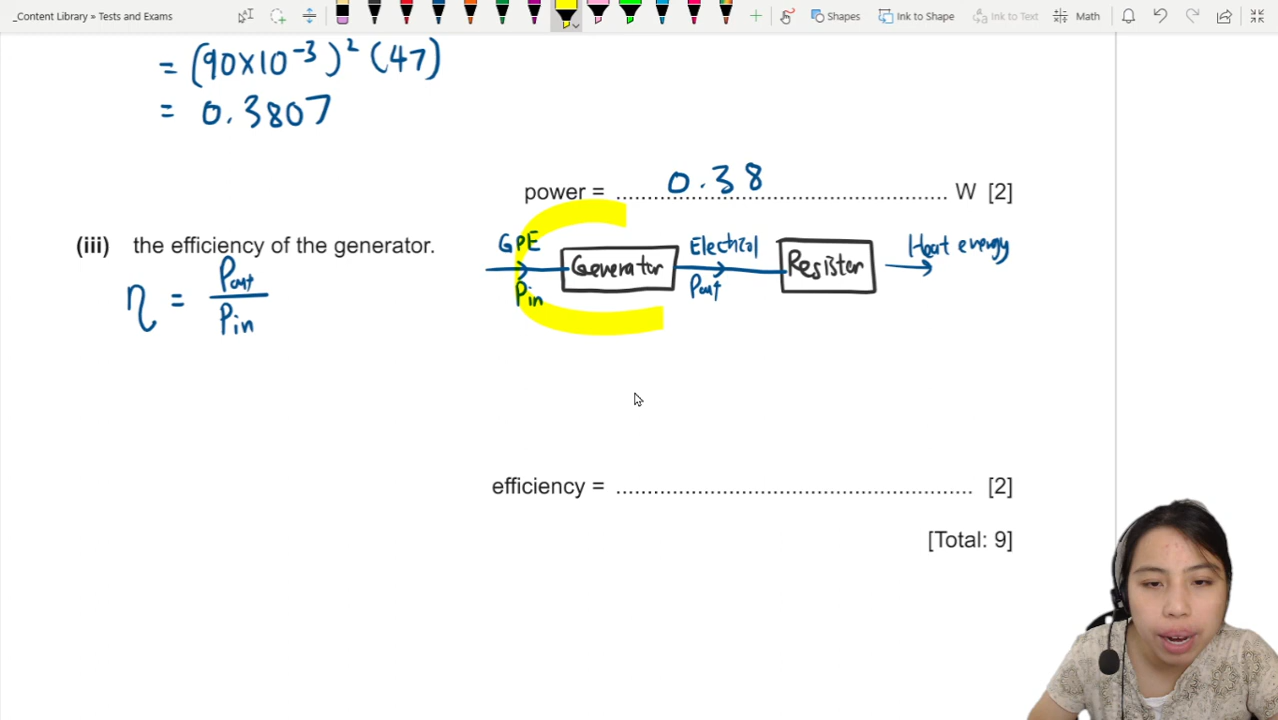 _Content Library » Tests and Exams
Shapes
Ink to Shape
Ink to Text
Math
= (90×10⁻³)² (47)
= 0.3807
power = ............ 0.38 ............ W [2]
(iii) the efficiency of the generator.
η = Pout / Pin
GPE
Pin
Generator
Electrical
Pout
Resistor
Heat energy
efficiency = ............ [2]
[Total: 9]